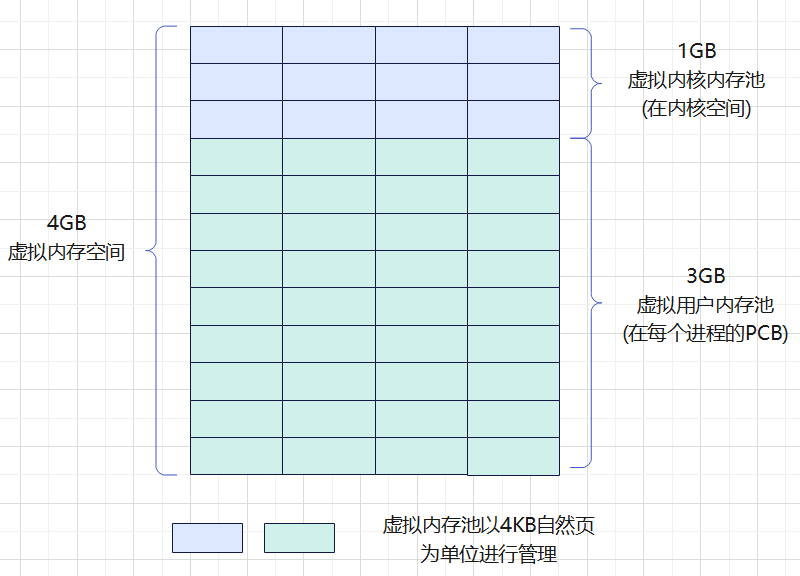 1GB
虚拟内核内存池
(在内核空间)
4GB
虚拟内存空间
3GB
虚拟用户内存池
(在每个进程的PCB)
虚拟内存池以4KB自然页
为单位进行管理